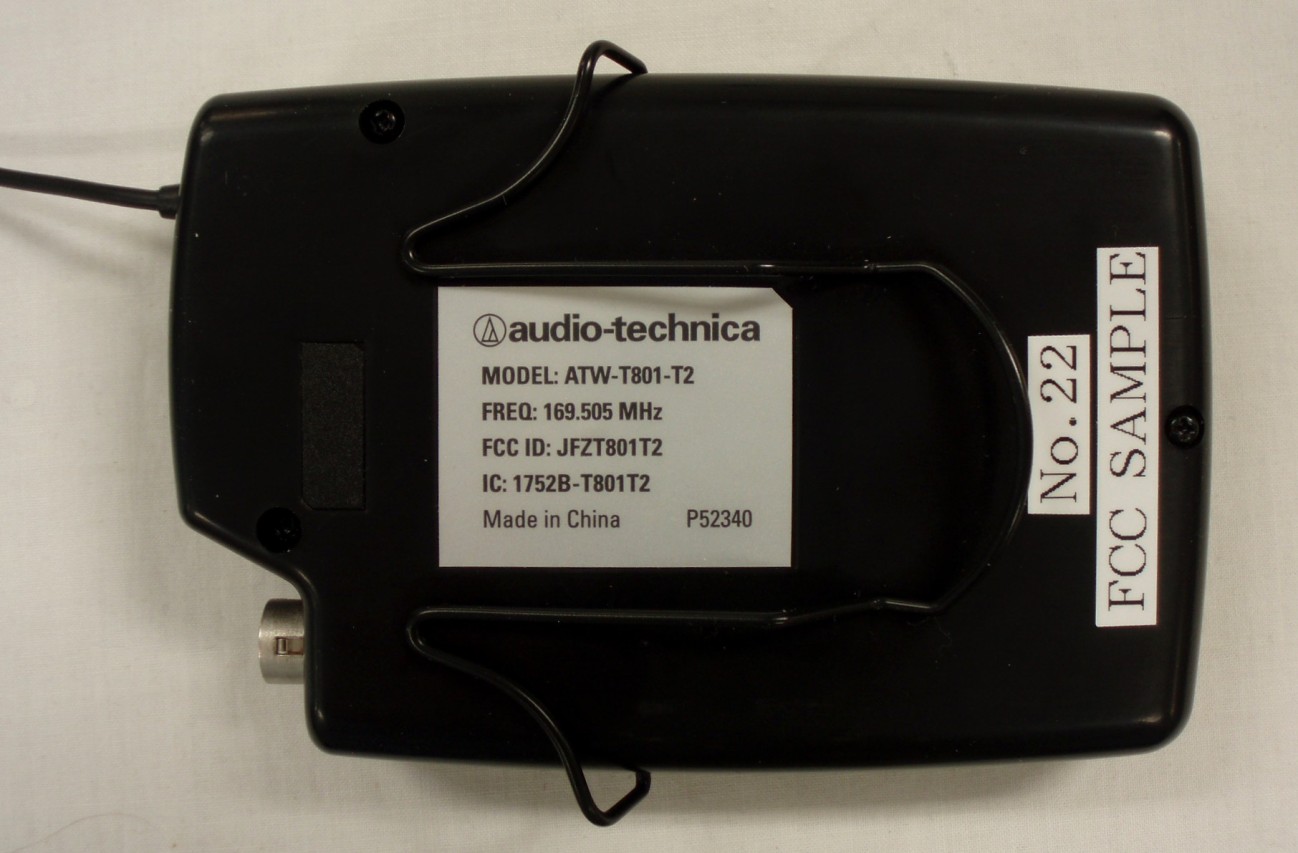 audio-technica
MODEL: ATW-T801-T2
FREQ: 169.505 MHz
FCC ID: JFZT801T2
IC: 1752B-T801T2
Made in China P52340
No.22
FCC SAMPLE